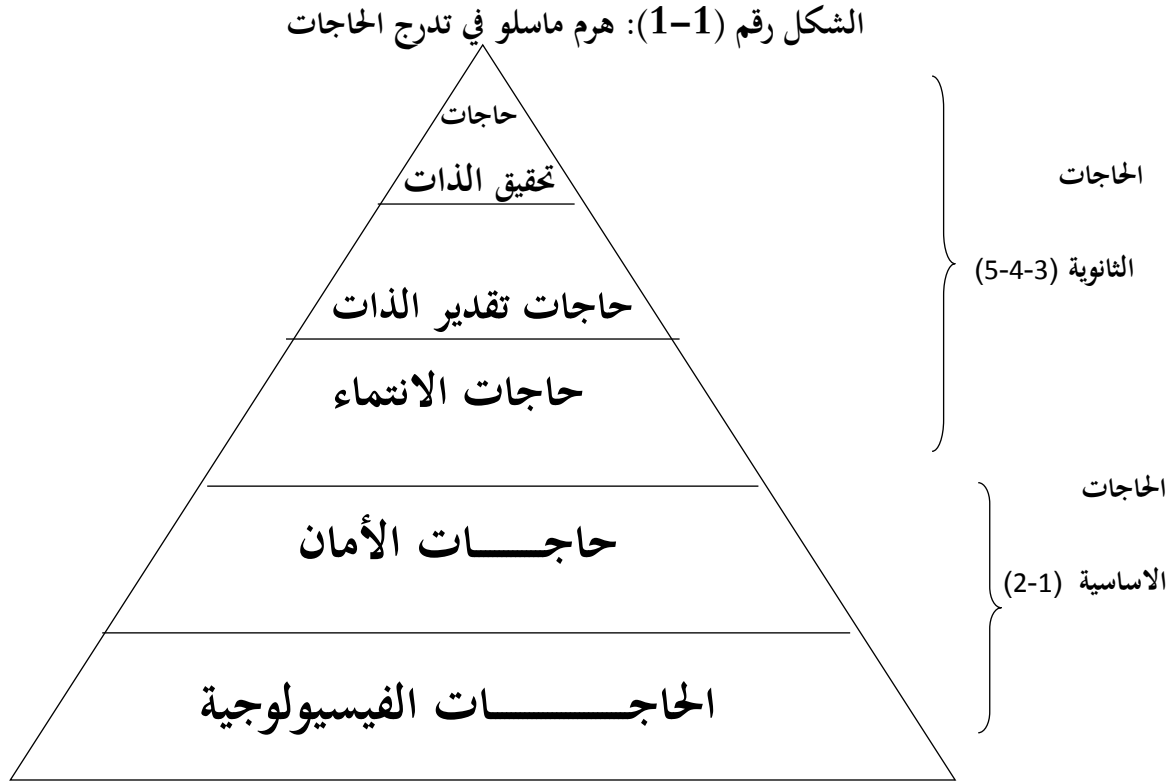 الشكل رقم (1-1): هرم ماسلو في تدرج الحاجات
حاجات
تحقيق الذات
حاجات تقدير الذات
حاجات الانتماء
حاجـــــات الأمان
الحاجـــــــات الفيسيولوجية
الحاجات
الثانوية (3-4-5)
الحاجات
الاساسية (1-2)